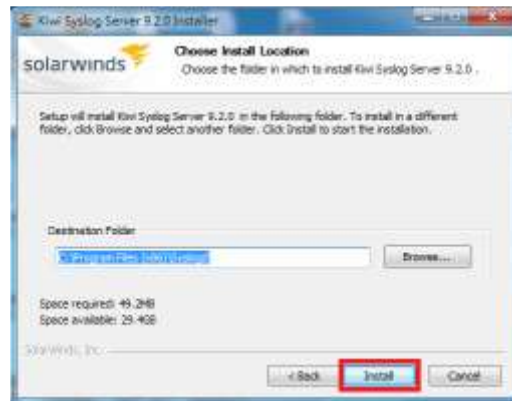 Kiwi Syslog Server 9.2.0 Installer
solarwinds
Choose Install Location
Choose the folder in which to install Kiwi Syslog Server 9.2.0 .
Setup will install Kiwi Syslog Server 9.2.0 in the following folder. To install in a different
folder, click Browse and select another folder. Click Install to start the installation.
Destination Folder
Browse...
Space required: 49.2MB
Space available: 29.4GB
SolarWinds, Inc.
< Back
Install
Cancel